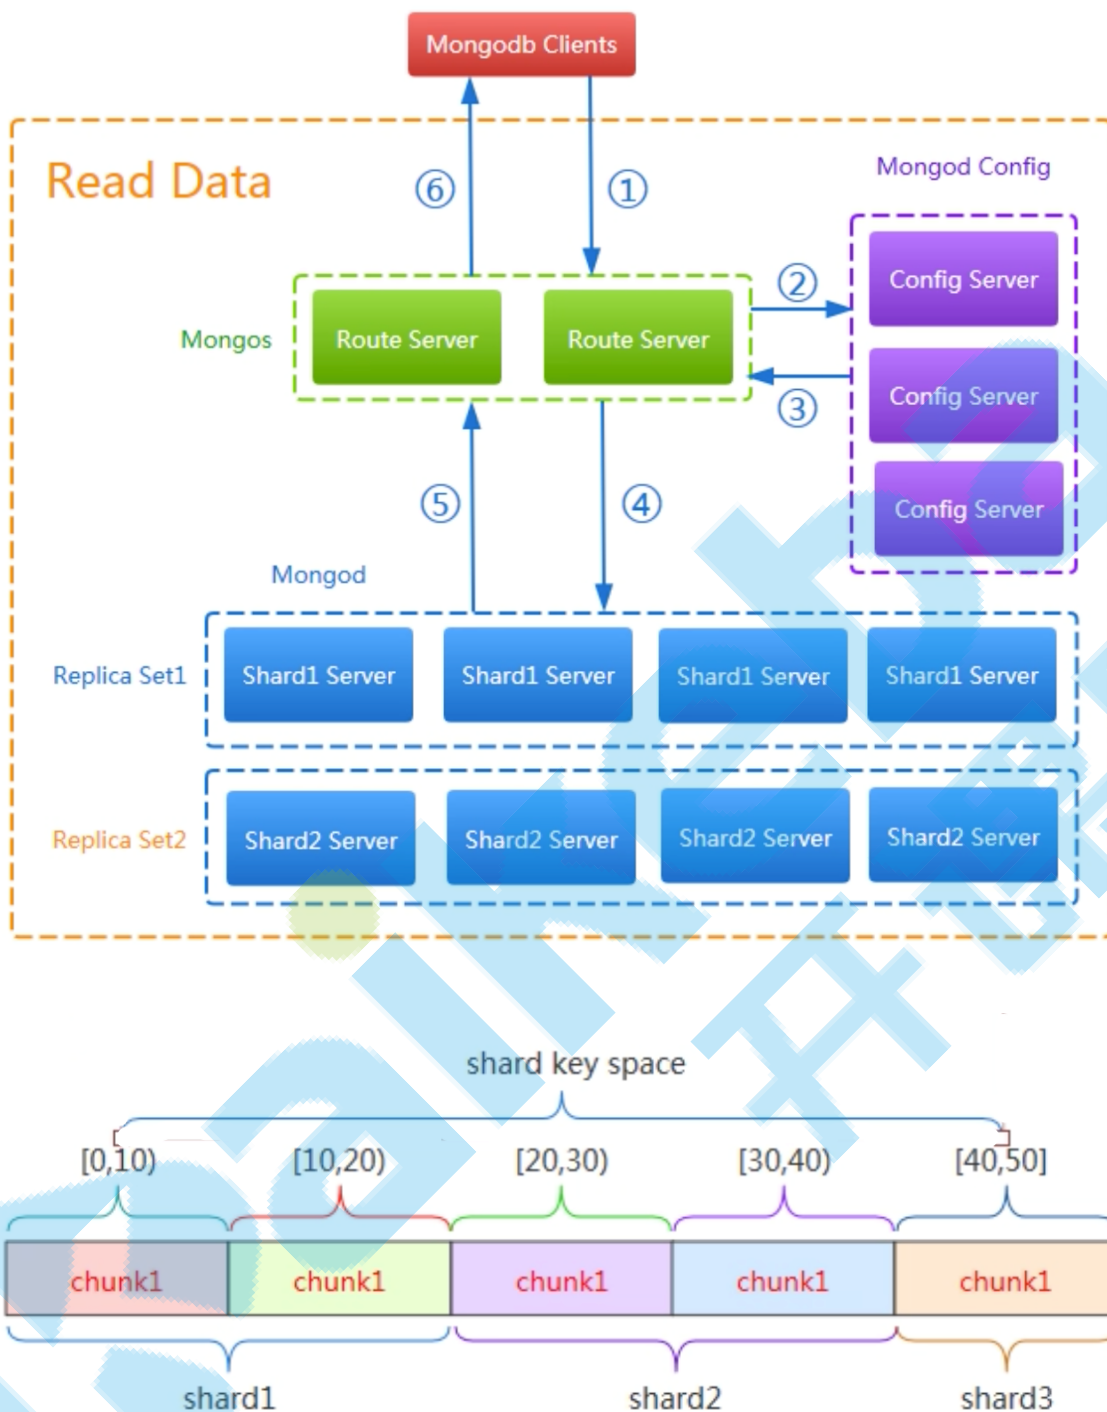 Mongodb Clients
Read Data
Mongod Config
⑥ ①
Config Server
②
Mongos
Route Server Route Server
③
Config Server
Config Server
⑤ ④
Mongod
Replica Set1
Shard1 Server Shard1 Server Shard1 Server Shard1 Server
Replica Set2
Shard2 Server Shard2 Server Shard2 Server Shard2 Server
shard key space
[0,10) [10,20) [20,30) [30,40) [40,50]
chunk1 chunk1 chunk1 chunk1 chunk1
shard1 shard2 shard3